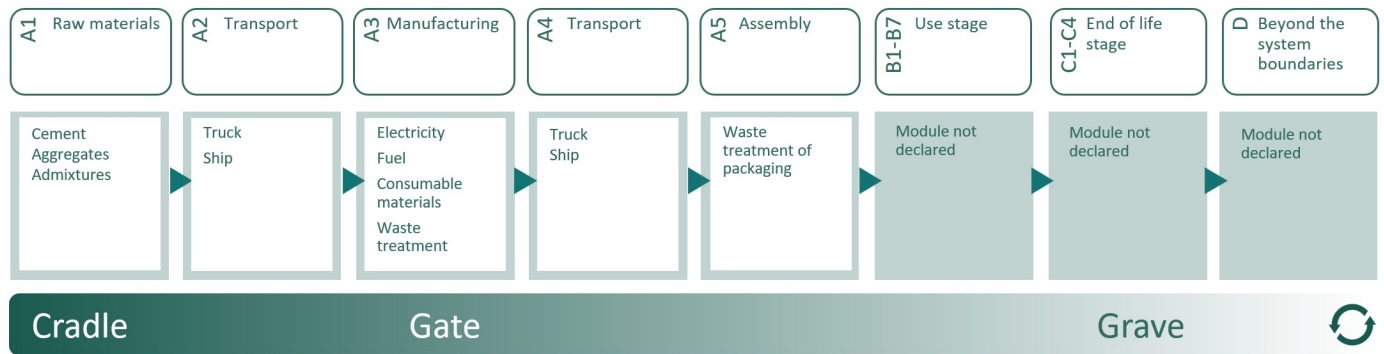 A1 Raw materials
A2 Transport
A3 Manufacturing
A4 Transport
A5 Assembly
B1-B7 Use stage
C1-C4 End of life
stage
D Beyond the
system
boundaries
Cement
Aggregates
Admixtures
Truck
Ship
Electricity
Fuel
Consumable
materials
Waste
treatment
Truck
Ship
Waste
treatment of
packaging
Module not
declared
Module not
declared
Module not
declared
Cradle
Gate
Grave